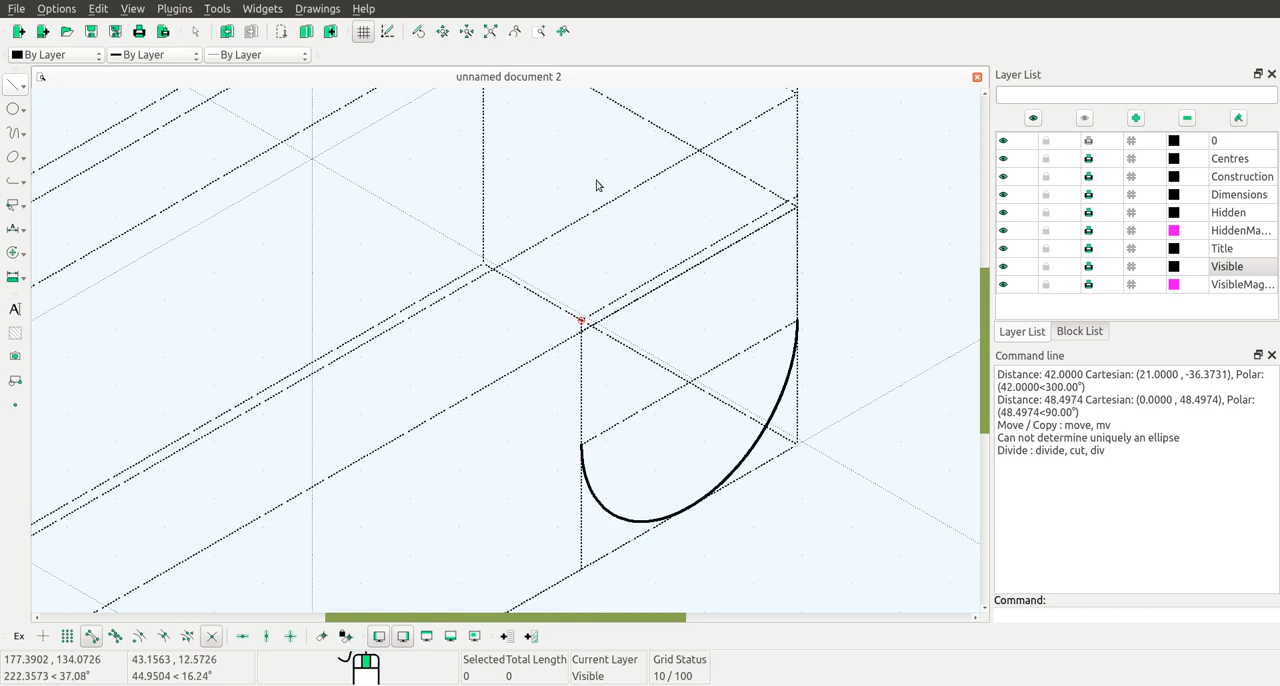 File Options Edit View Plugins Tools Widgets Drawings Help
By Layer By Layer By Layer
unnamed document 2
Layer List
0
Centres
Construction
Dimensions
Hidden
HiddenMa...
Title
Visible
VisibleMag...
Layer List Block List
Command line
Distance: 42.0000 Cartesian: (21.0000 , -36.3731), Polar:
(42.0000<300.00°)
Distance: 48.4974 Cartesian: (0.0000 , 48.4974), Polar:
(48.4974<90.00°)
Move / Copy : move, mv
Can not determine uniquely an ellipse
Divide : divide, cut, div
Command:
Ex
177.3902 , 134.0726 43.1563 , 12.5726 Selected Total Length Current Layer Grid Status
222.3573 < 37.08° 44.9504 < 16.24° 0 0 Visible 10 / 100